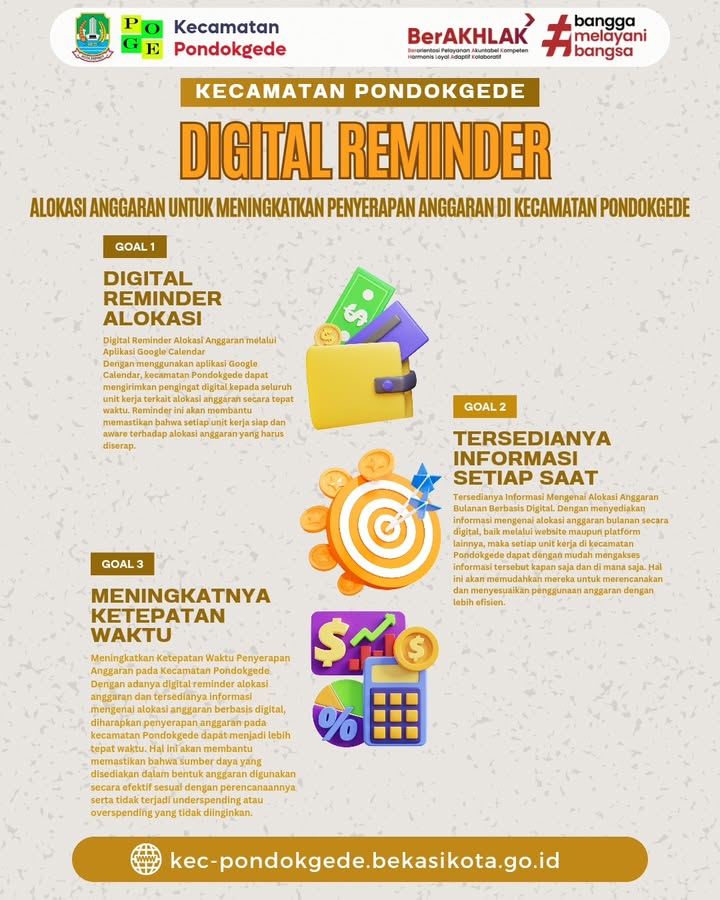 Kecamatan
Pondokgede
PO
GE
BerAKHLAK
Berorientasi Pelayanan Akuntabel Kompeten
Harmonis Loyal Adaptif Kolaboratif
#bangga
melayani
bangsa
KECAMATAN PONDOKGEDE
DIGITAL REMINDER
ALOKASI ANGGARAN UNTUK MENINGKATKAN PENYERAPAN ANGGARAN DI KECAMATAN PONDOKGEDE
GOAL 1
DIGITAL
REMINDER
ALOKASI
Digital Reminder Alokasi Anggaran melalui
Aplikasi Google Calendar
Dengan menggunakan aplikasi Google
Calendar, kecamatan Pondokgede dapat
mengirimkan pengingat digital kepada seluruh
unit kerja terkait alokasi anggaran secara tepat
waktu. Reminder ini akan membantu
memastikan bahwa setiap unit kerja siap dan
aware terhadap alokasi anggaran yang harus
diserap.
GOAL 2
TERSEDIANYA
INFORMASI
SETIAP SAAT
Tersedianya Informasi Mengenai Alokasi Anggaran
Bulanan Berbasis Digital. Dengan menyediakan
informasi mengenai alokasi anggaran bulanan secara
digital, baik melalui website maupun platform
lainnya, maka setiap unit kerja di kecamatan
Pondokgede dapat dengan mudah mengakses
informasi tersebut kapan saja dan di mana saja. Hal
ini akan memudahkan mereka untuk merencanakan
dan menyesuaikan penggunaan anggaran dengan
lebih efisien.
GOAL 3
MENINGKATNYA
KETEPATAN
WAKTU
Meningkatkan Ketepatan Waktu Penyerapan
Anggaran pada Kecamatan Pondokgede
Dengan adanya digital reminder alokasi
anggaran dan tersedianya informasi
mengenai alokasi anggaran berbasis digital,
diharapkan penyerapan anggaran pada
kecamatan Pondokgede dapat menjadi lebih
tepat waktu. Hal ini akan membantu
memastikan bahwa sumber daya yang
disediakan dalam bentuk anggaran digunakan
secara efektif sesuai dengan perencanaannya
serta tidak terjadi underspending atau
overspending yang tidak diinginkan.
$
$
$
$
%
WWW
kec-pondokgede.bekasikota.go.id